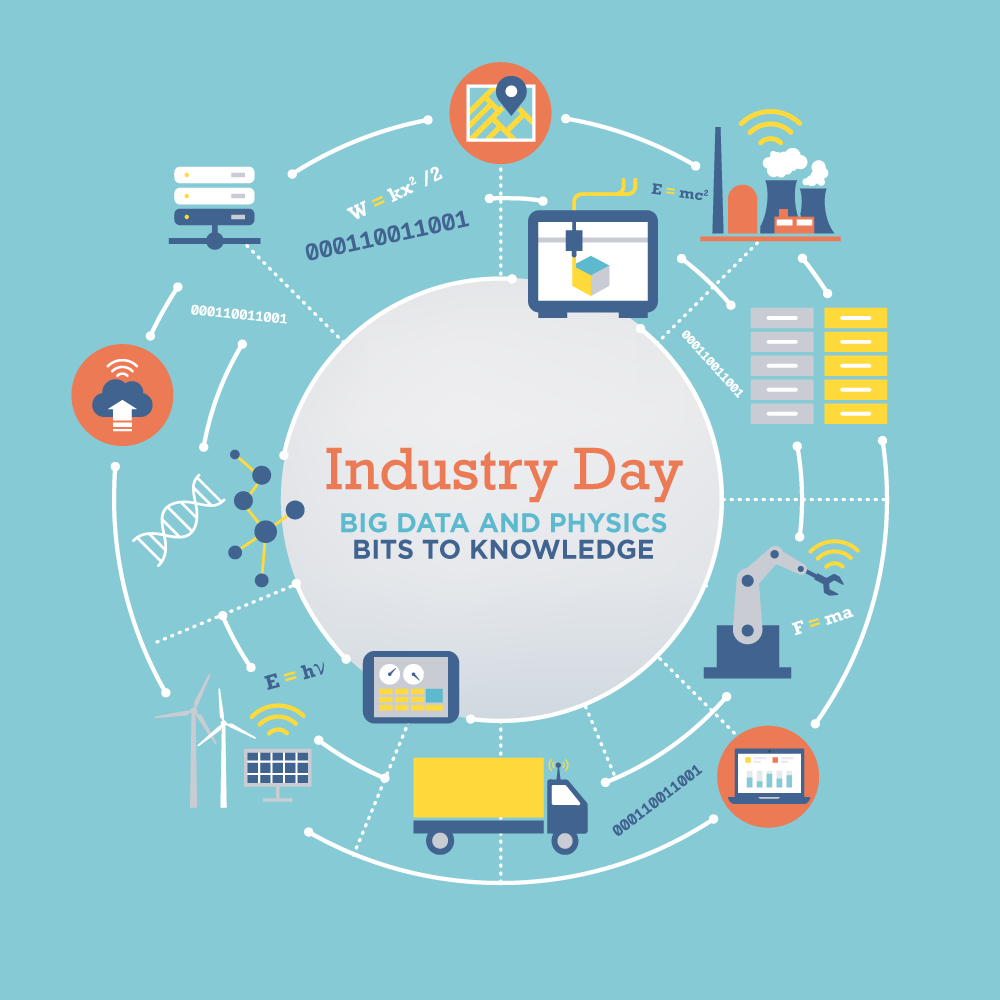 W = kx² /2
000110011001
E = mc²
000110011001
000110011001
Industry Day
BIG DATA AND PHYSICS
BITS TO KNOWLEDGE
F = ma
E = hν
000110011001